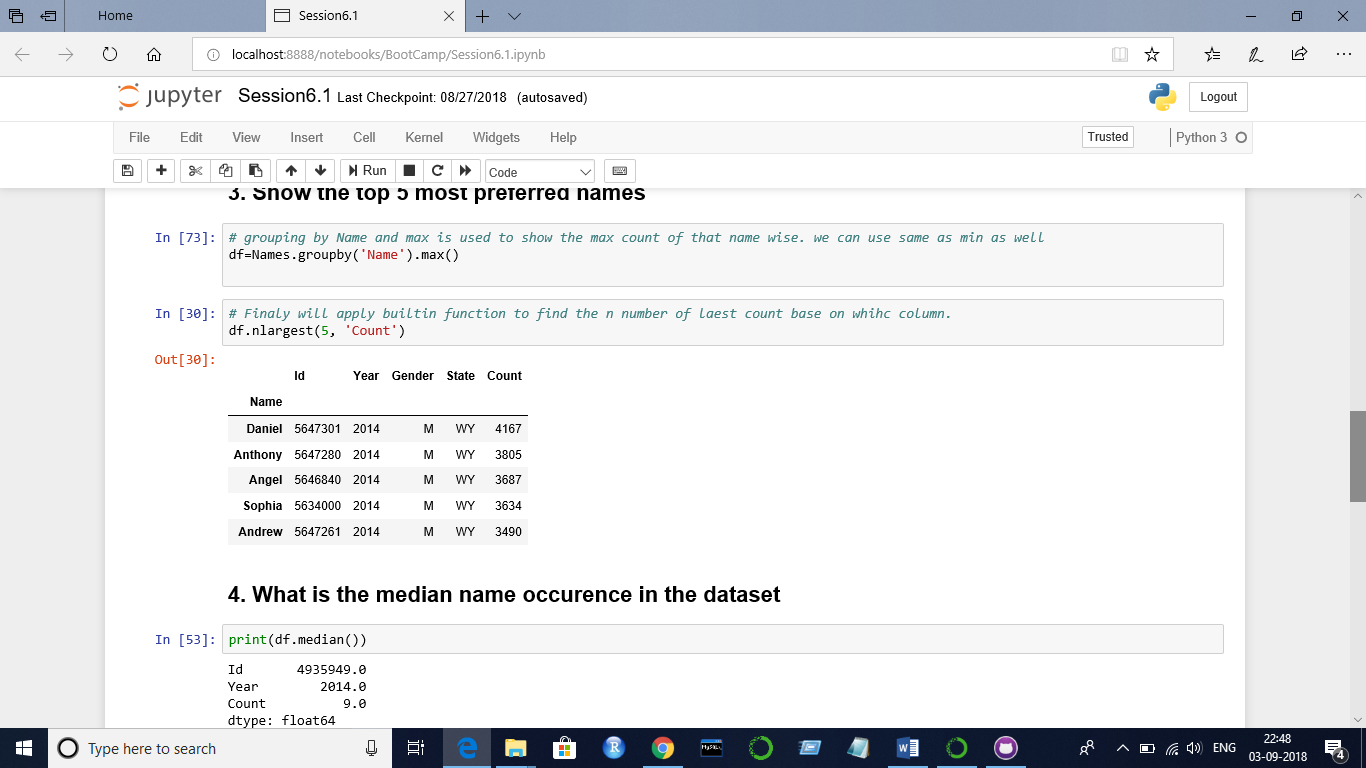 Home
Session6.1
localhost:8888/notebooks/BootCamp/Session6.1.ipynb
jupyter Session6.1 Last Checkpoint: 08/27/2018 (autosaved)
Logout
File Edit View Insert Cell Kernel Widgets Help
Trusted
Python 3
Run
Code
3. Show the top 5 most preferred names
In [73]: # grouping by Name and max is used to show the max count of that name wise. we can use same as min as well
df=Names.groupby('Name').max()
In [30]: # Finaly will apply builtin function to find the n number of laest count base on whihc column.
df.nlargest(5, 'Count')
Out[30]:
Id Year Gender State Count
Name
Daniel 5647301 2014 M WY 4167
Anthony 5647280 2014 M WY 3805
Angel 5646840 2014 M WY 3687
Sophia 5634000 2014 M WY 3634
Andrew 5647261 2014 M WY 3490
4. What is the median name occurence in the dataset
In [53]: print(df.median())
Id 4935949.0
Year 2014.0
Count 9.0
dtype: float64
Type here to search
R
MySQL
W
ENG
22:48
03-09-2018
4